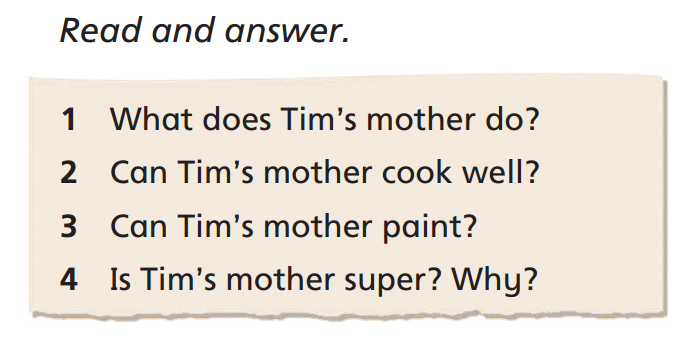 Read and answer.
1 What does Tim's mother do?
2 Can Tim's mother cook well?
3 Can Tim's mother paint?
4 Is Tim's mother super? Why?